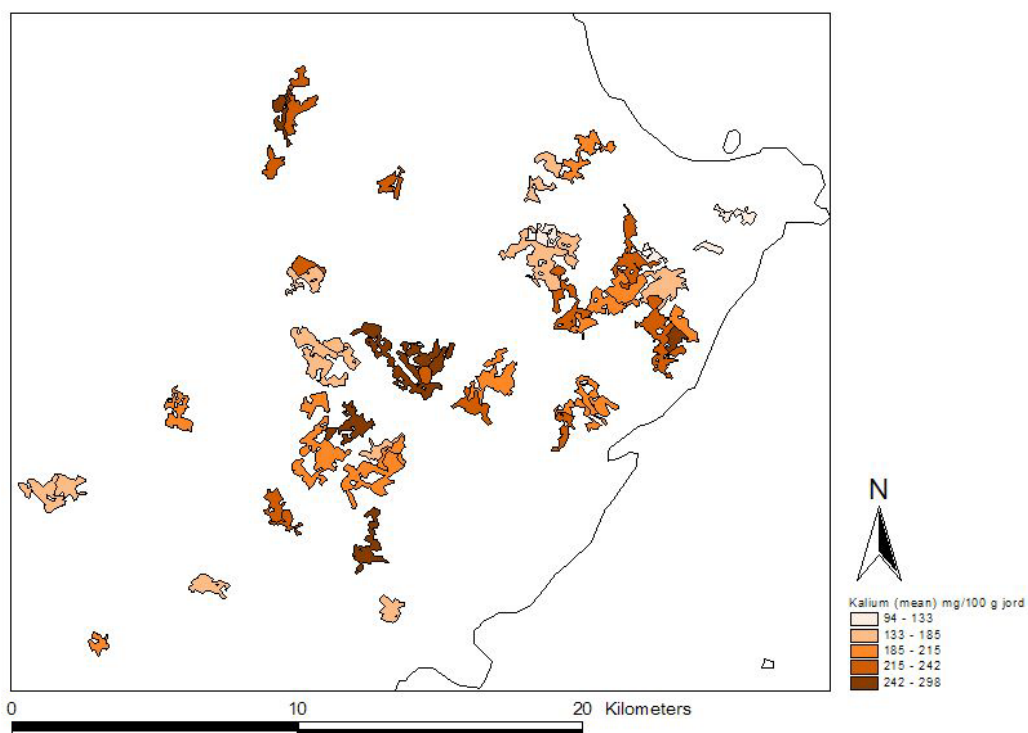 N
Kalium (mean) mg/100 g jord
94 - 133
133 - 185
185 - 215
215 - 242
242 - 298
0 10 20 Kilometers